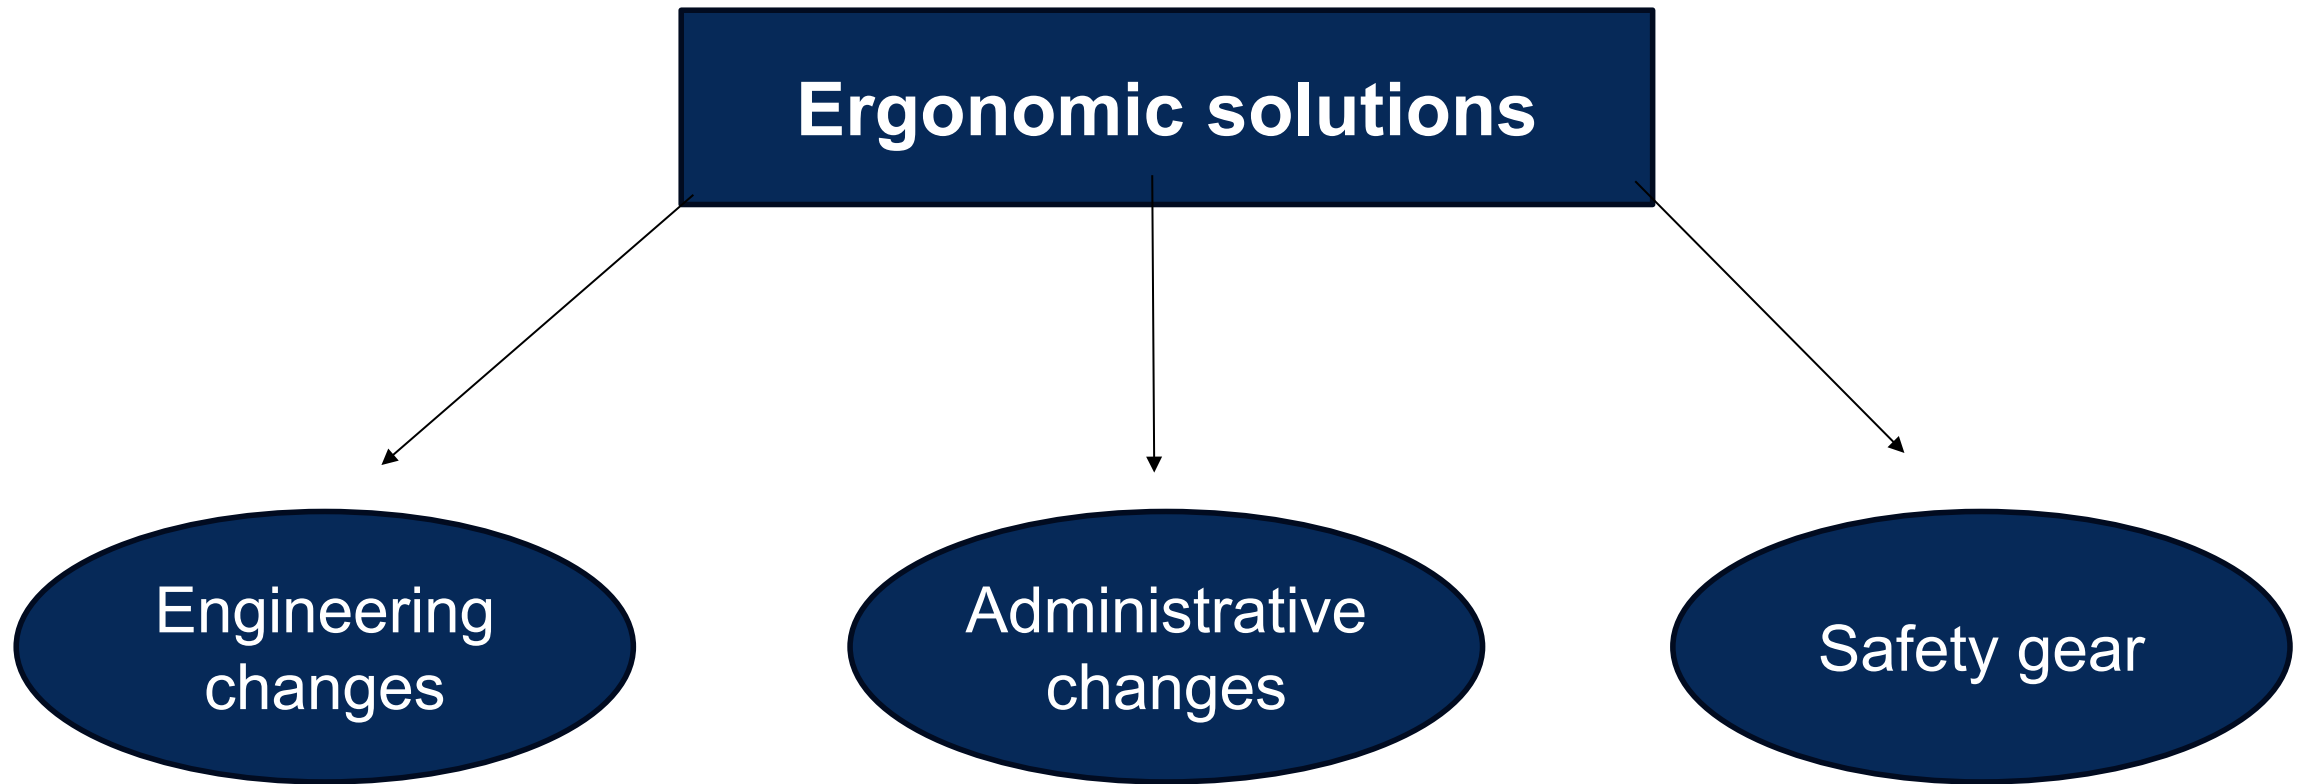 Ergonomic solutions
Engineering
changes
Administrative
changes
Safety gear